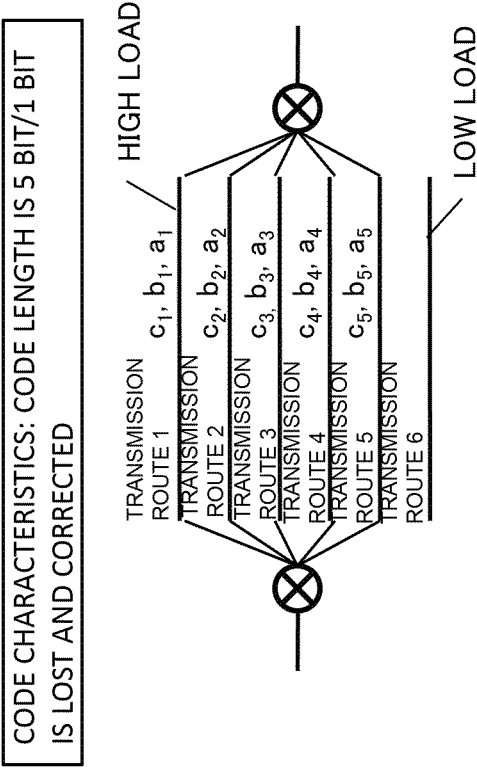 CODE CHARACTERISTICS: CODE LENGTH IS 5 BIT/1 BIT
IS LOST AND CORRECTED
HIGH LOAD
TRANSMISSION
ROUTE 1
c₁, b₁, a₁
TRANSMISSION
ROUTE 2
c₂, b₂, a₂
TRANSMISSION
ROUTE 3
c₃, b₃, a₃
TRANSMISSION
ROUTE 4
c₄, b₄, a₄
TRANSMISSION
ROUTE 5
c₅, b₅, a₅
TRANSMISSION
ROUTE 6
LOW LOAD